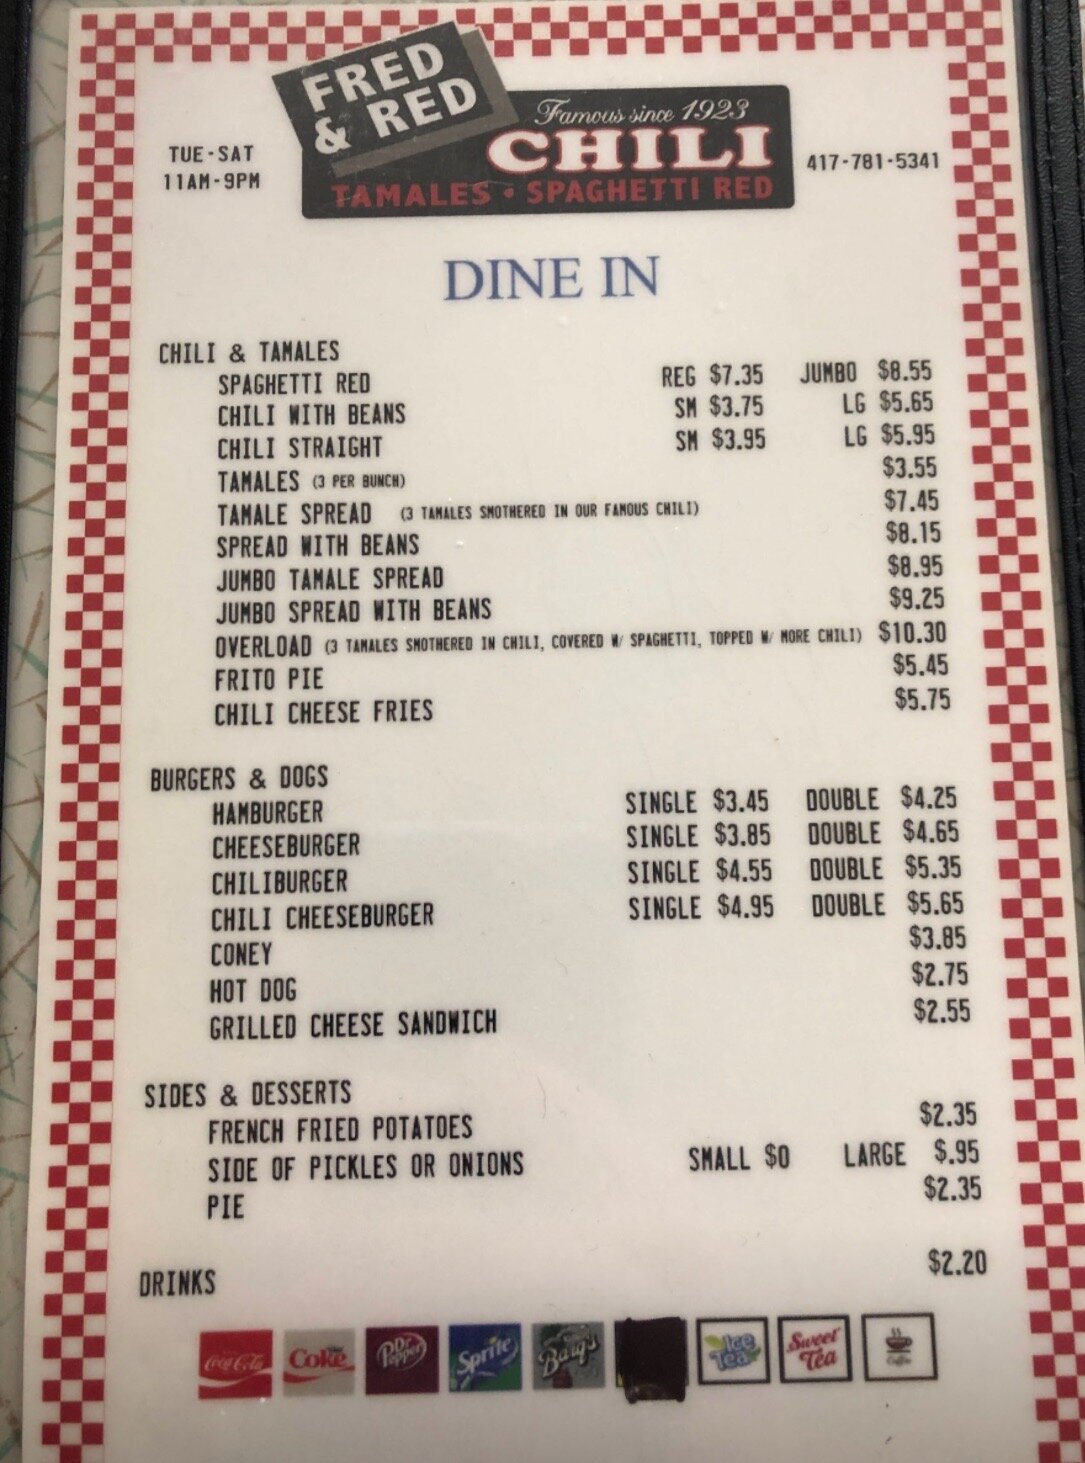 FRED & RED
Famous since 1923
CHILI
TAMALES • SPAGHETTI RED
TUE-SAT
11AM-9PM
417-781-5341
DINE IN
CHILI & TAMALES
SPAGHETTI RED REG $7.35 JUMBO $8.55
CHILI WITH BEANS SM $3.75 LG $5.65
CHILI STRAIGHT SM $3.95 LG $5.95
TAMALES (3 PER BUNCH) $3.55
TAMALE SPREAD (3 TAMALES SMOTHERED IN OUR FAMOUS CHILI) $7.45
SPREAD WITH BEANS $8.15
JUMBO TAMALE SPREAD $8.95
JUMBO SPREAD WITH BEANS $9.25
OVERLOAD (3 TAMALES SMOTHERED IN CHILI, COVERED W/ SPAGHETTI, TOPPED W/ MORE CHILI) $10.30
FRITO PIE $5.45
CHILI CHEESE FRIES $5.75
BURGERS & DOGS
HAMBURGER SINGLE $3.45 DOUBLE $4.25
CHEESEBURGER SINGLE $3.85 DOUBLE $4.65
CHILIBURGER SINGLE $4.55 DOUBLE $5.35
CHILI CHEESEBURGER SINGLE $4.95 DOUBLE $5.65
CONEY $3.85
HOT DOG $2.75
GRILLED CHEESE SANDWICH $2.55
SIDES & DESSERTS
FRENCH FRIED POTATOES $2.35
SIDE OF PICKLES OR ONIONS SMALL $0 LARGE $.95
PIE $2.35
DRINKS $2.20
Coca-Cola Coke Dr Pepper Sprite Barq's Ice Tea Sweet Tea Coffee